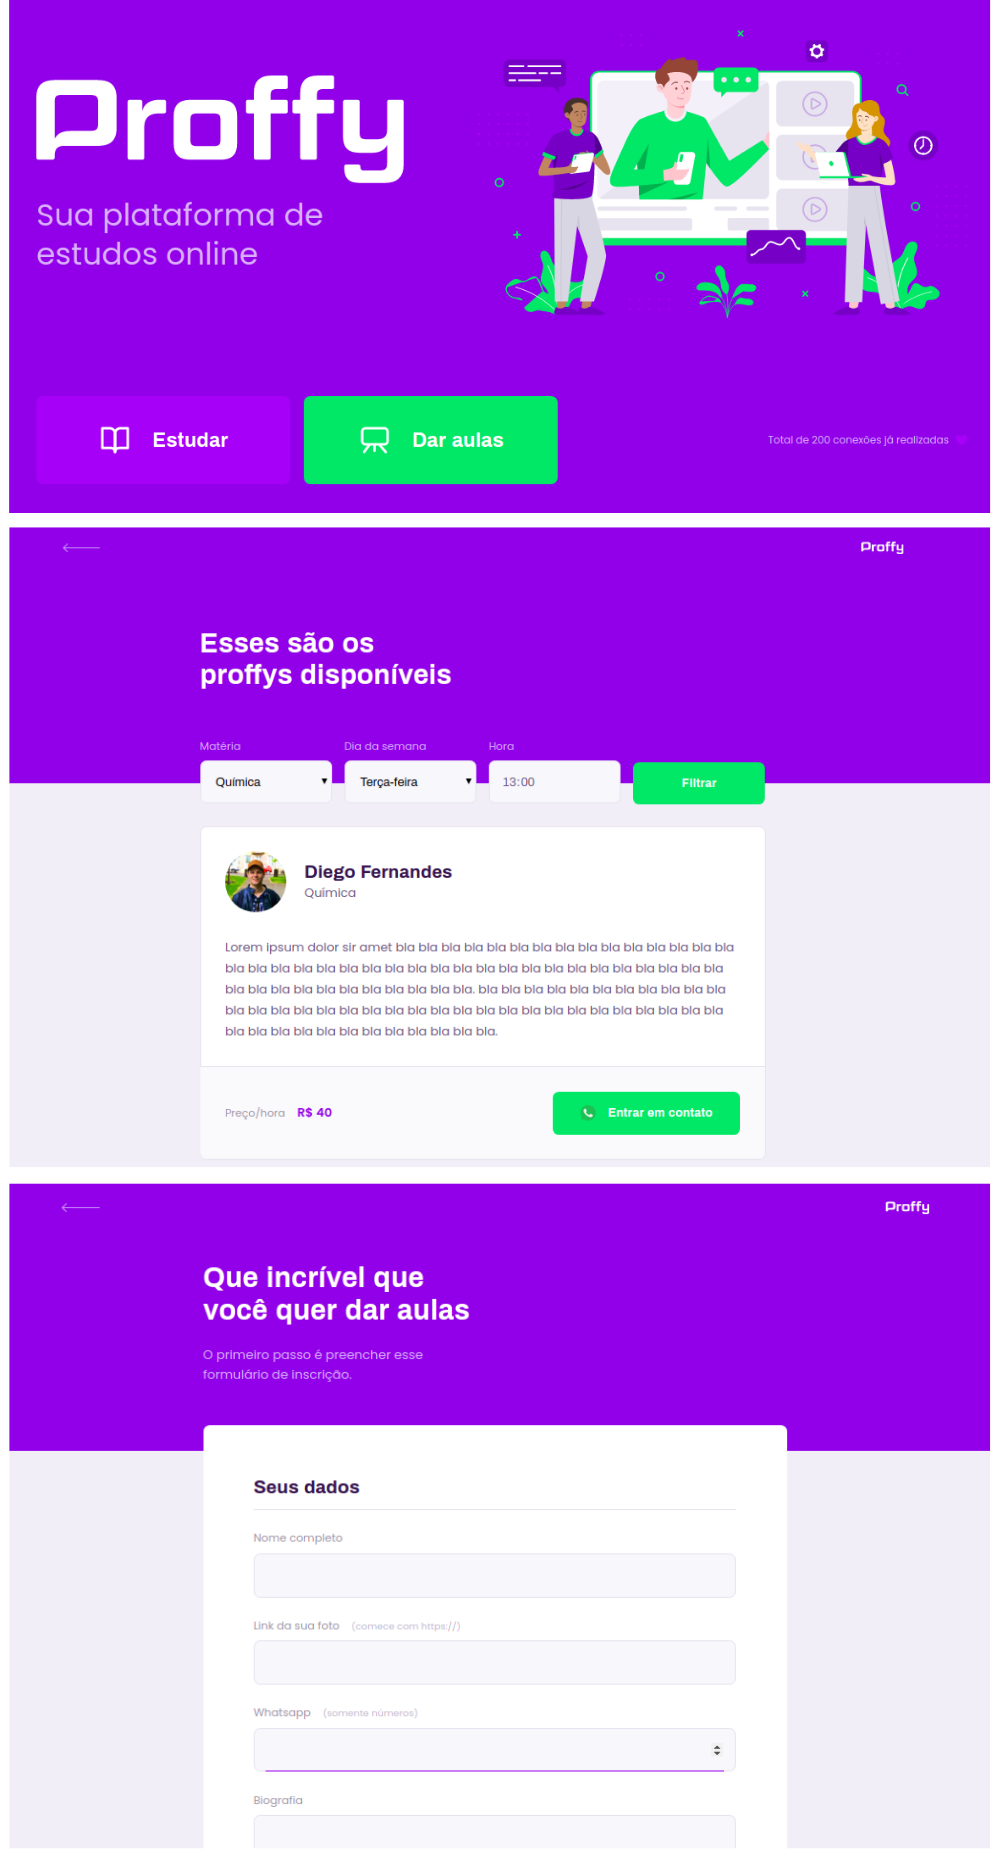 Proffy
Sua plataforma de
estudos online
Estudar
Dar aulas
Total de 200 conexões já realizadas
Proffy
Esses são os
proffys disponíveis
Matéria
Dia da semana
Hora
Química
Terça-feira
13:00
Filtrar
Diego Fernandes
Química
Lorem ipsum dolor sir amet bla bla bla bla bla bla bla bla bla bla bla bla bla bla bla
bla bla bla bla bla bla bla bla bla bla bla bla bla bla bla bla bla bla bla bla bla bla
bla bla bla bla bla bla bla bla bla bla bla. bla bla bla bla bla bla bla bla bla bla bla
bla bla bla bla bla bla bla bla bla bla bla bla bla bla bla bla bla bla bla bla bla bla
bla bla bla bla bla bla bla bla bla bla bla bla.
Preço/hora
R$ 40
Entrar em contato
Proffy
Que incrível que
você quer dar aulas
O primeiro passo é preencher esse
formulário de inscrição.
Seus dados
Nome completo
Link da sua foto (comece com https://)
Whatsapp (somente números)
Biografia